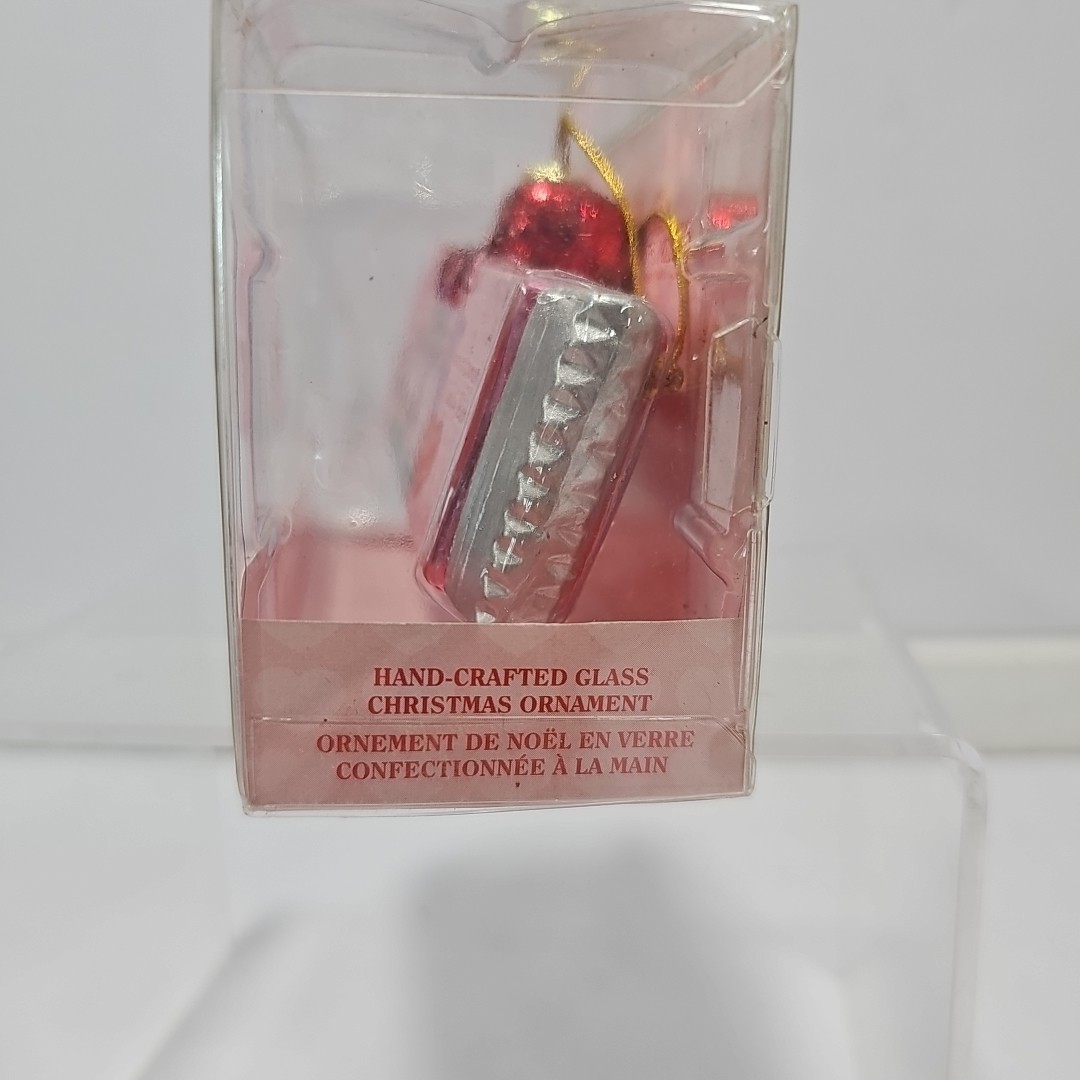 HAND-CRAFTED GLASS
CHRISTMAS ORNAMENT
ORNEMENT DE NOËL EN VERRE
CONFECTIONNÉE À LA MAIN